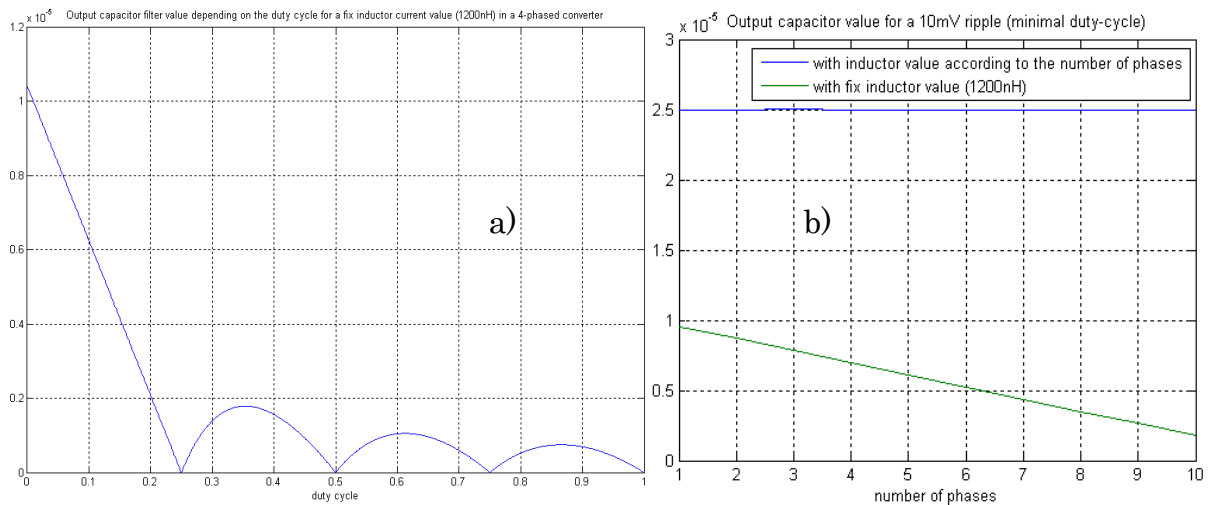 Output capacitor filter value depending on the duty cycle for a fix inductor current value (1200nH) in a 4-phased converter
x 10^-5
1.2
1
0.8
0.6
0.4
0.2
0
0 0.1 0.2 0.3 0.4 0.5 0.6 0.7 0.8 0.9 1
duty cycle
a)
x 10^-5 Output capacitor value for a 10mV ripple (minimal duty-cycle)
with inductor value according to the number of phases
with fix inductor value (1200nH)
3
2.5
2
1.5
1
0.5
0
1 2 3 4 5 6 7 8 9 10
number of phases
b)